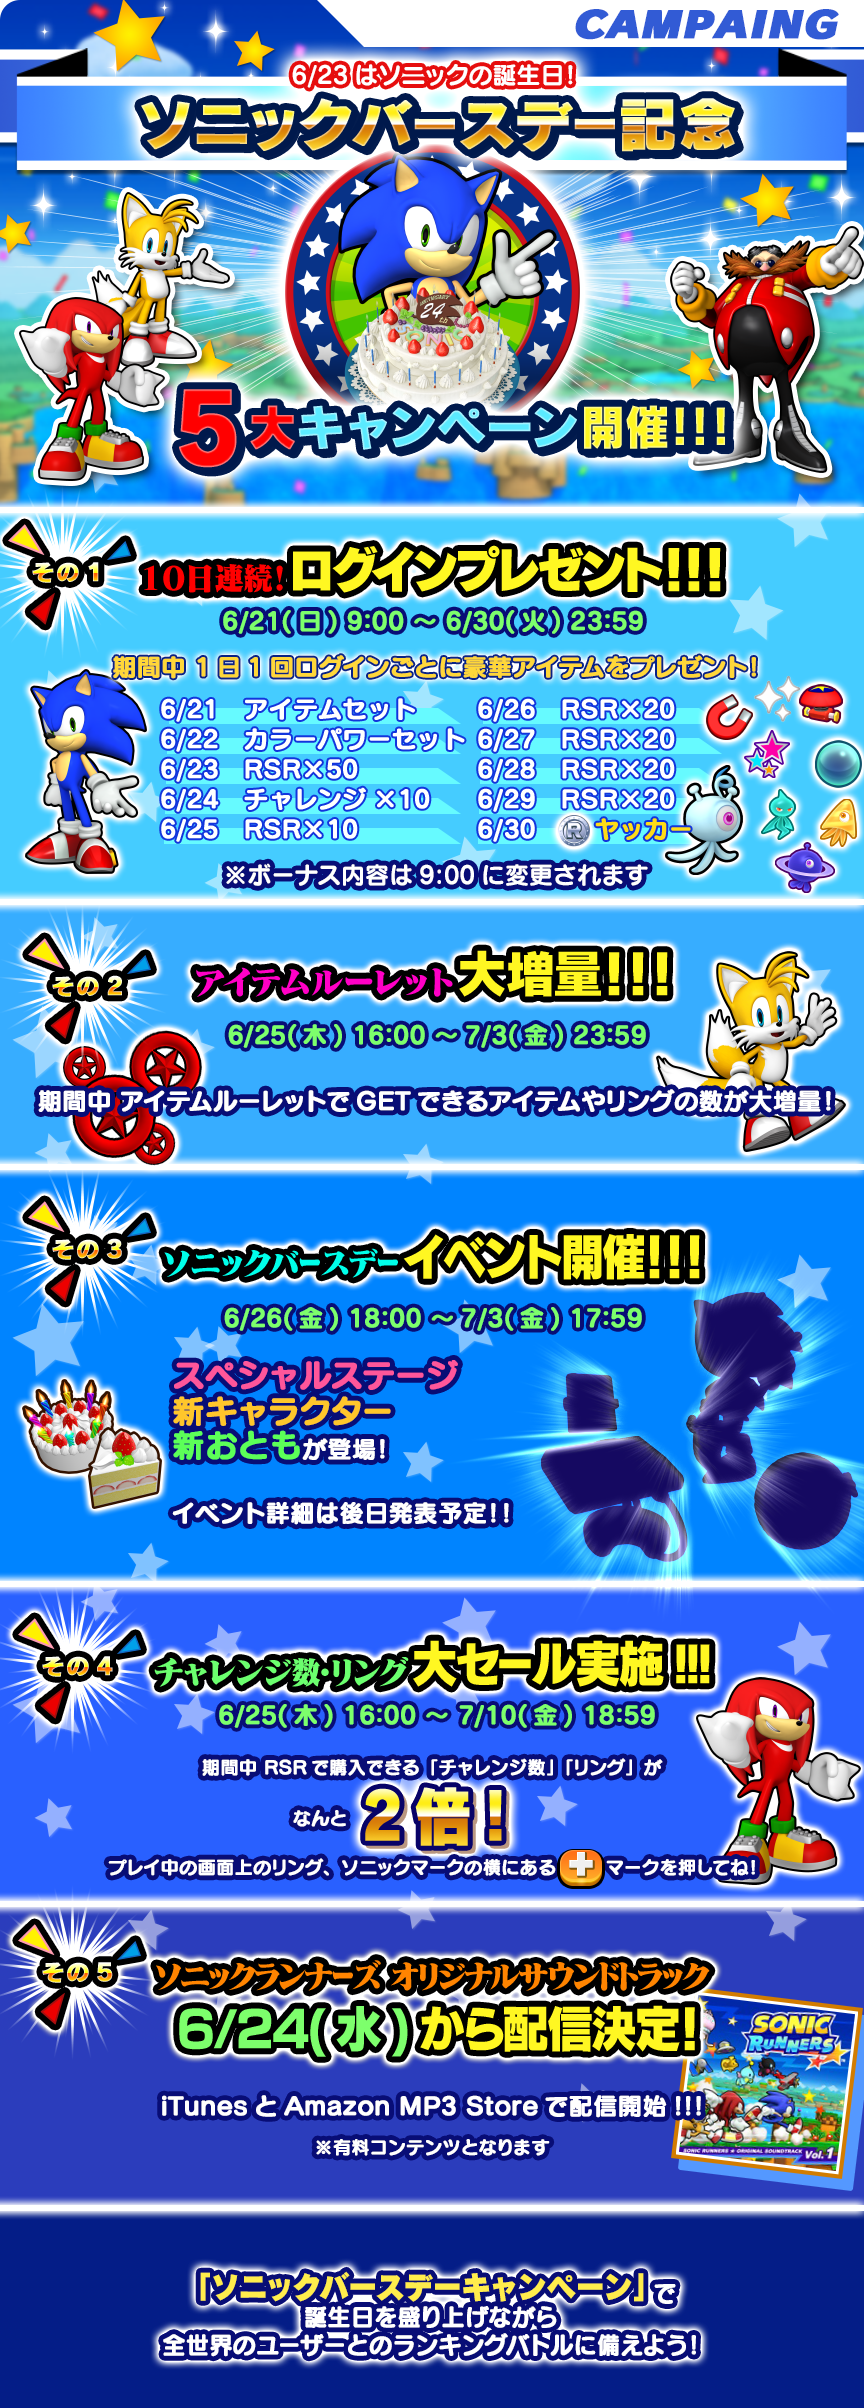 CAMPAING
6/23はソニックの誕生日!
ソニックバースデー記念
ANNIVERSARY
24th
5大キャンペーン開催!!!
その1
10日連続!ログインプレゼント!!!
6/21(日) 9:00 ～ 6/30(火) 23:59
期間中 1日1回ログインごとに豪華アイテムをプレゼント!
6/21 アイテムセット 6/26 RSR×20
6/22 カラーパワーセット 6/27 RSR×20
6/23 RSR×50 6/28 RSR×20
6/24 チャレンジ×10 6/29 RSR×20
6/25 RSR×10 6/30 R ヤッカー
※ボーナス内容は9:00に変更されます
その2
アイテムルーレット大増量!!!
6/25(木) 16:00 ～ 7/3(金) 23:59
期間中 アイテムルーレットでGETできるアイテムやリングの数が大増量!
その3
ソニックバースデーイベント開催!!!
6/26(金) 18:00 ～ 7/3(金) 17:59
スペシャルステージ
新キャラクター
新おともが登場!
イベント詳細は後日発表予定!!
その4
チャレンジ数・リング大セール実施!!!
6/25(木) 16:00 ～ 7/10(金) 18:59
期間中 RSRで購入できる「チャレンジ数」「リング」が
なんと 2倍!
プレイ中の画面上のリング、ソニックマークの横にある+マークを押してね!
その5
ソニックランナーズ オリジナルサウンドトラック
6/24(水)から配信決定!
SONIC
RUNNERS
iTunesとAmazon MP3 Storeで配信開始!!!
※有料コンテンツとなります
SONIC RUNNERS ★ ORIGINAL SOUNDTRACK Vol.1
「ソニックバースデーキャンペーン」で
誕生日を盛り上げながら
全世界のユーザーとのランキングバトルに備えよう!